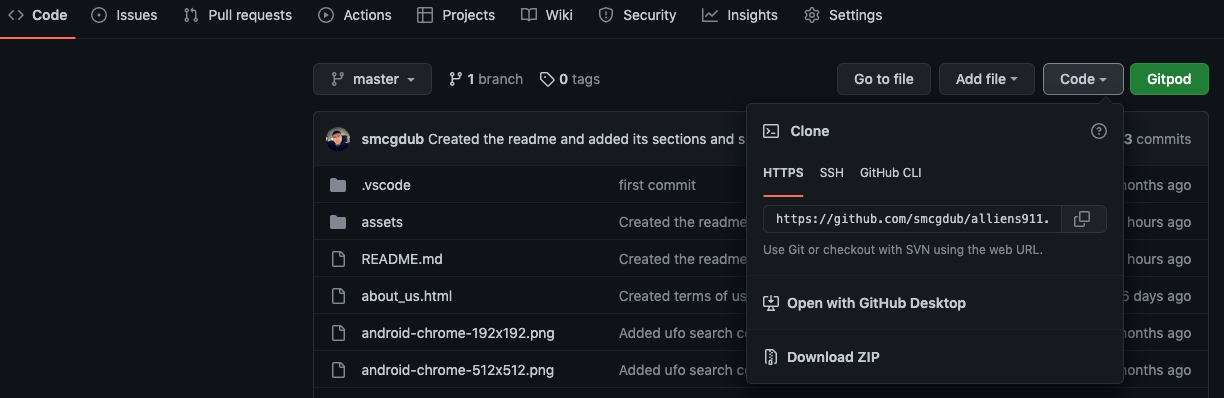 Code Issues Pull requests Actions Projects Wiki Security Insights Settings
master 1 branch 0 tags Go to file Add file Code Gitpod
smcgdub Created the readme and added its sections and s 3 commits
Clone
.vscode first commit months ago
HTTPS SSH GitHub CLI
assets Created the readme hours ago
https://github.com/smcgdub/alliens911.
README.md Created the readme hours ago
Use Git or checkout with SVN using the web URL.
about_us.html Created terms of us 6 days ago
Open with GitHub Desktop
android-chrome-192x192.png Added ufo search co months ago
android-chrome-512x512.png Added ufo search co months ago
Download ZIP